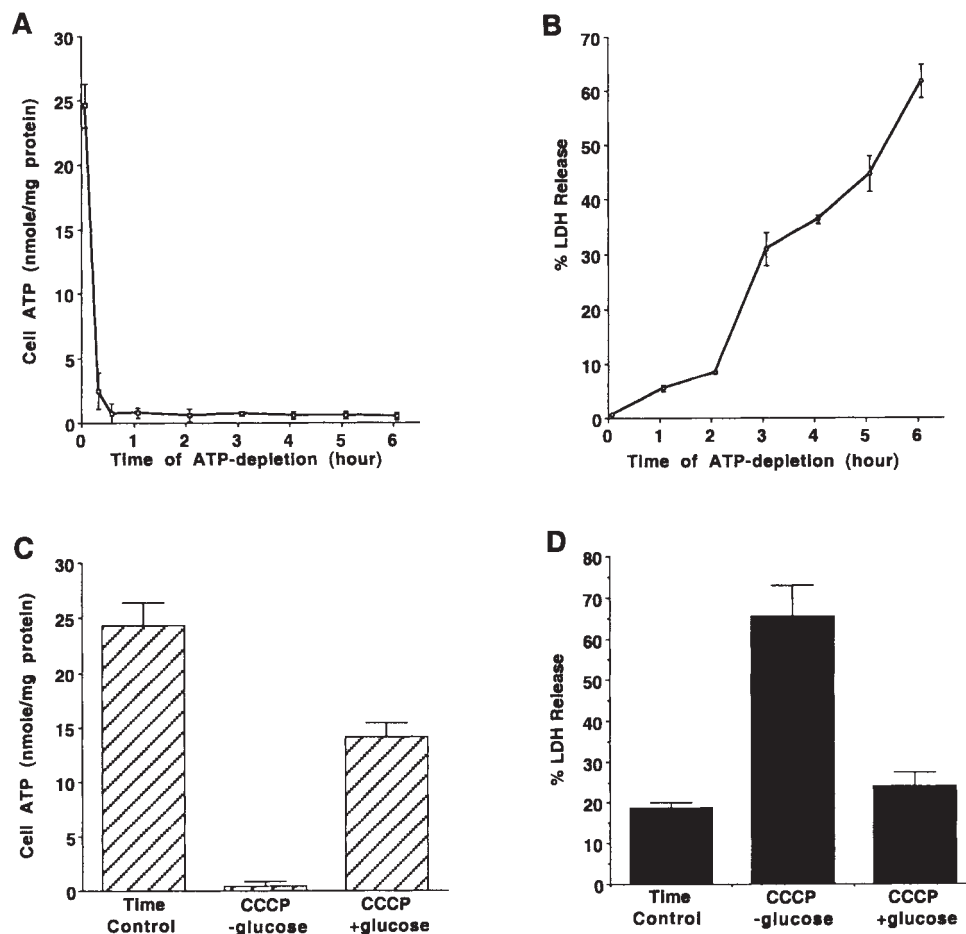 A
30
25
20
15
10
5
0
Cell ATP (nmole/mg protein)
0 1 2 3 4 5 6
Time of ATP-depletion (hour)
B
70
60
50
40
30
20
10
0
% LDH Release
0 1 2 3 4 5 6
Time of ATP-depletion (hour)
C
30
25
20
15
10
5
0
Cell ATP (nmole/mg protein)
Time Control
CCCP -glucose
CCCP +glucose
D
80
70
60
50
40
30
20
10
0
% LDH Release
Time Control
CCCP -glucose
CCCP +glucose